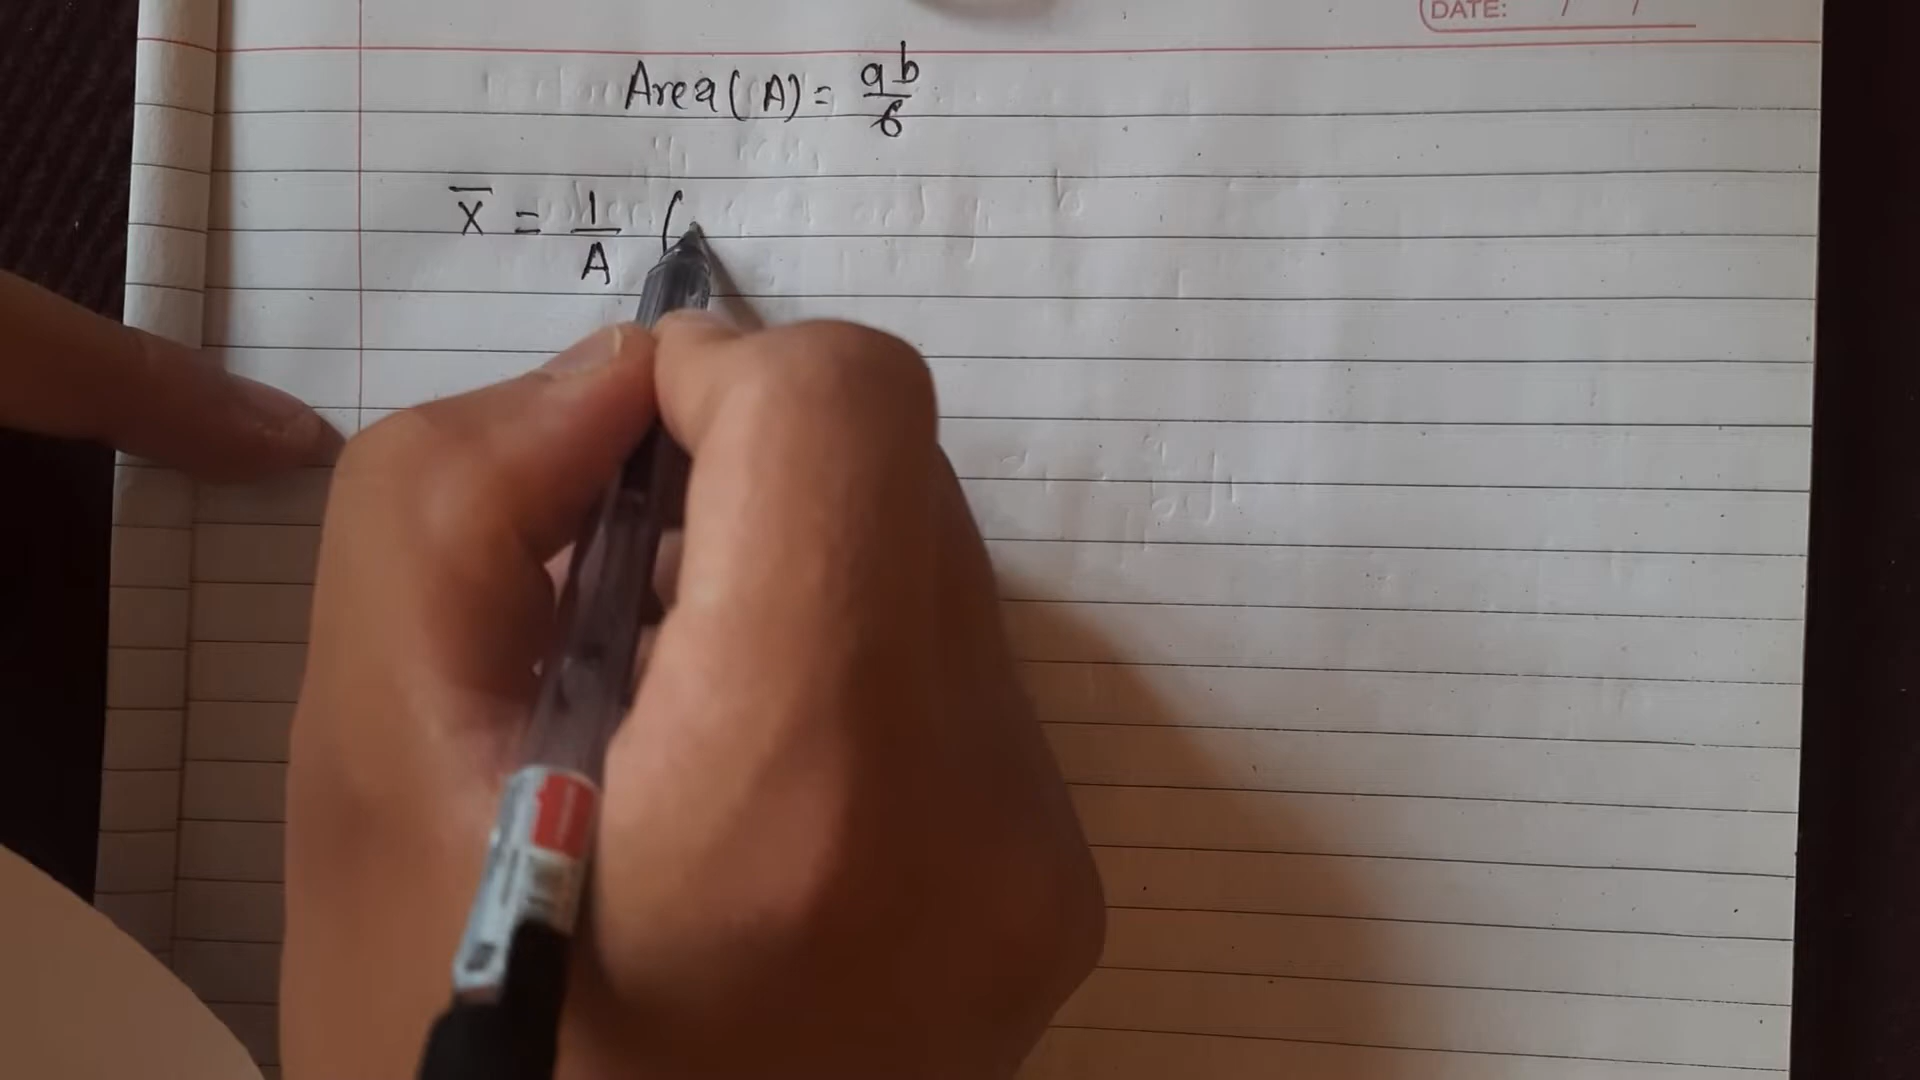 DATE: / /
Area (A) = ab/6
X̅ = 1/A (